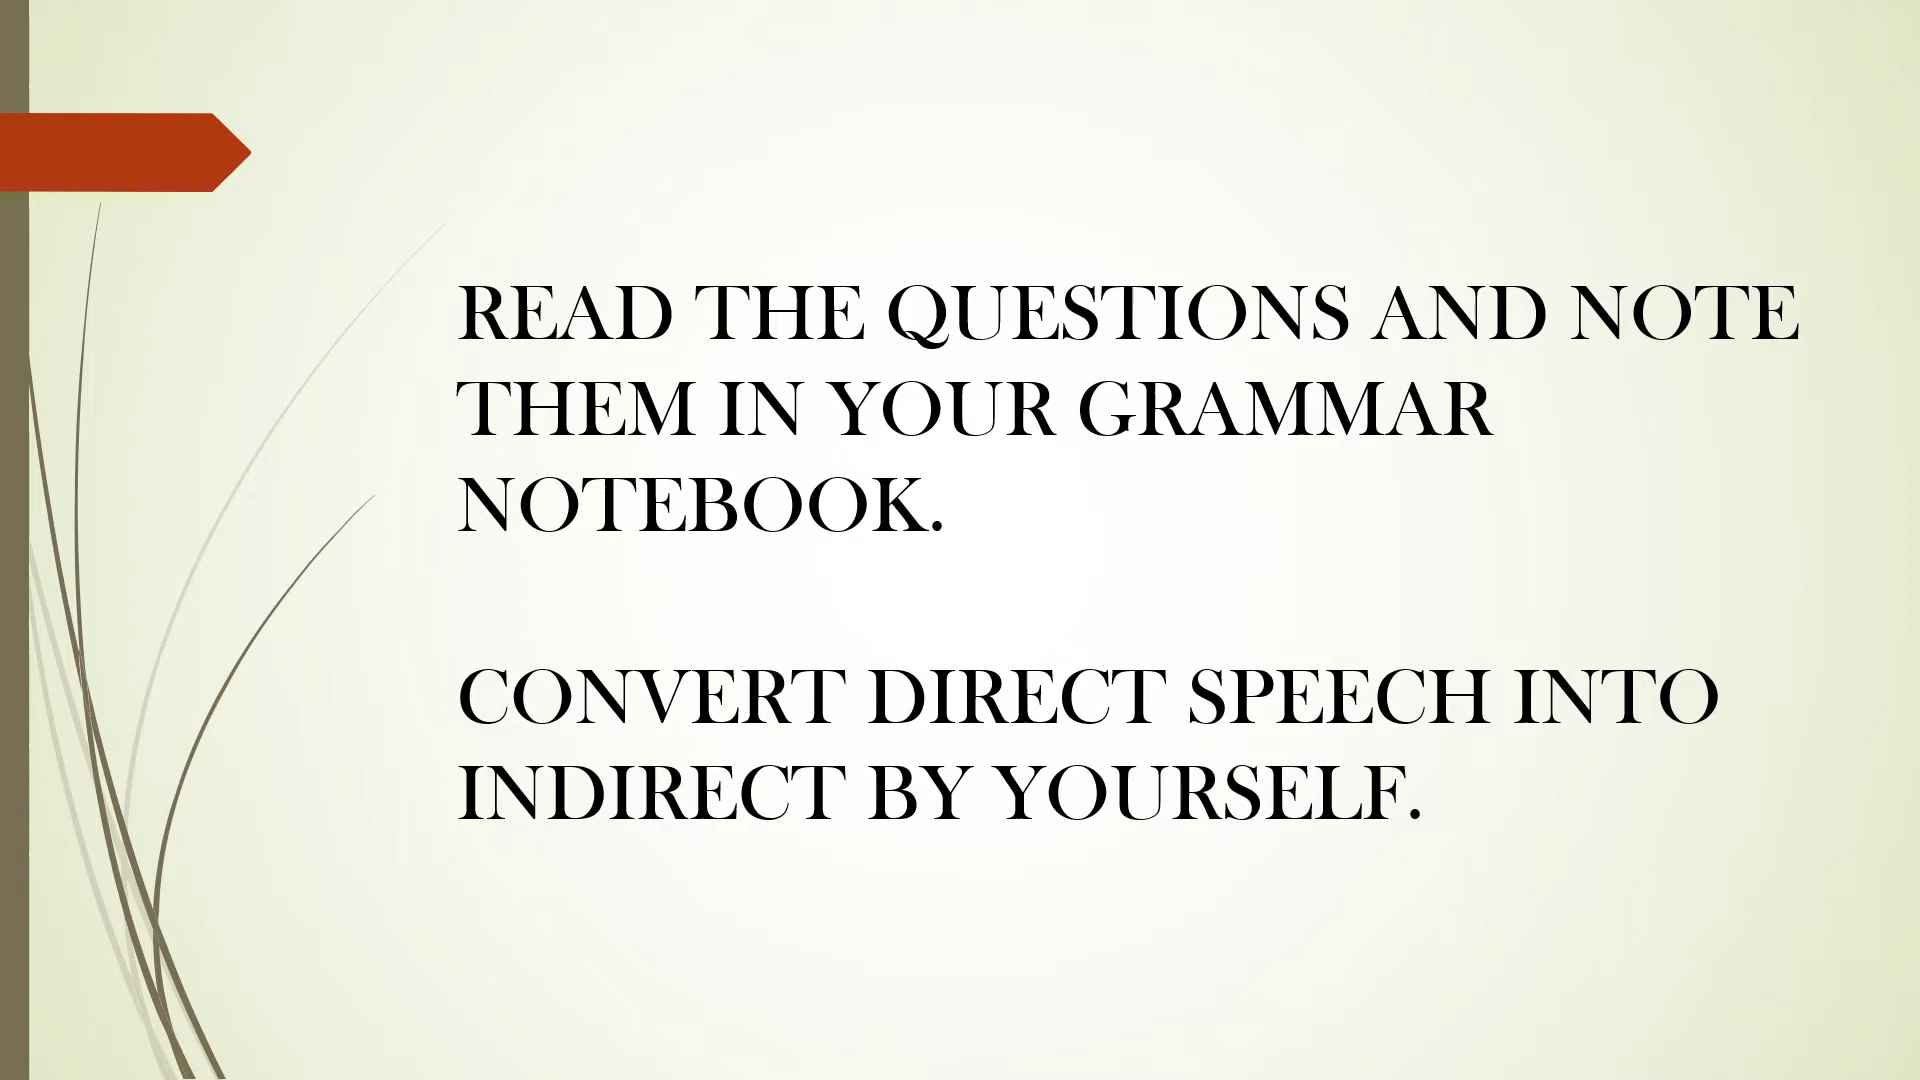 READ THE QUESTIONS AND NOTE
THEM IN YOUR GRAMMAR
NOTEBOOK.
CONVERT DIRECT SPEECH INTO
INDIRECT BY YOURSELF.